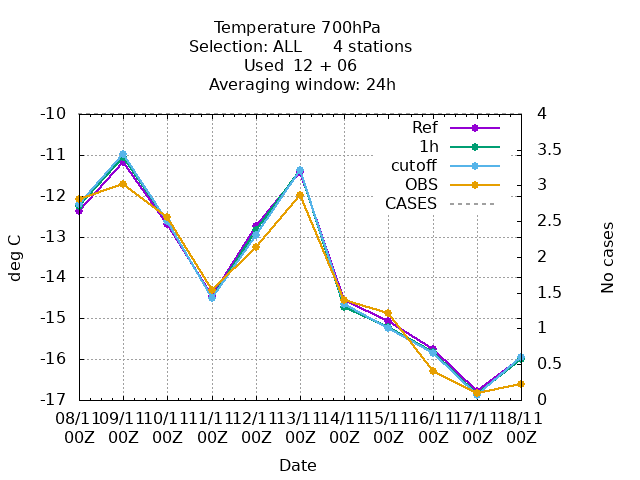 Temperature 700hPa
Selection: ALL 4 stations
Used 12 + 06
Averaging window: 24h
Ref
1h
cutoff
OBS
CASES
-10
-11
-12
-13
-14
-15
-16
-17
4
3.5
3
2.5
2
1.5
1
0.5
0
deg C
No cases
08/11 09/11 10/11 11/11 12/11 13/11 14/11 15/11 16/11 17/11 18/11
00Z 00Z 00Z 00Z 00Z 00Z 00Z 00Z 00Z 00Z 00Z
Date